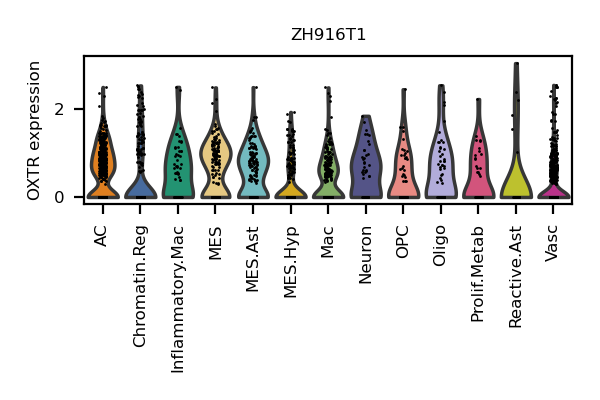 ZH916T1
OXTR expression
2
0
AC
Chromatin.Reg
Inflammatory.Mac
MES
MES.Ast
MES.Hyp
Mac
Neuron
OPC
Oligo
Prolif.Metab
Reactive.Ast
Vasc